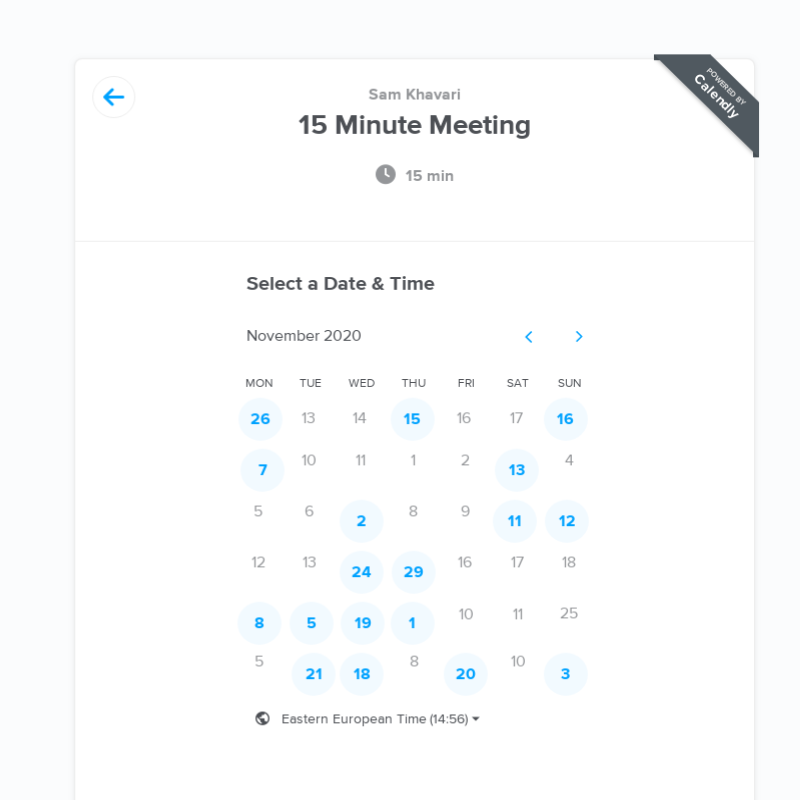 POWERED BY
Calendly
Sam Khavari
15 Minute Meeting
15 min
Select a Date & Time
November 2020
MON TUE WED THU FRI SAT SUN
26 13 14 15 16 17 16
7 10 11 1 2 13 4
5 6 2 8 9 11 12
12 13 24 29 16 17 18
8 5 19 1 10 11 25
5 21 18 8 20 10 3
Eastern European Time (14:56)